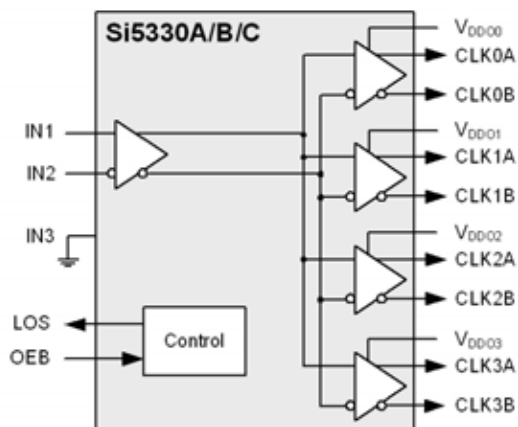 Si5330A/B/C
VDDO0
CLK0A
CLK0B
IN1
IN2
VDDO1
CLK1A
CLK1B
IN3
VDDO2
CLK2A
CLK2B
LOS
OEB
Control
VDDO3
CLK3A
CLK3B